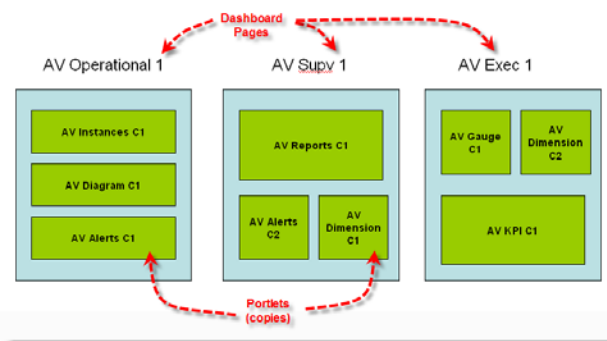 Dashboard
Pages
AV Operational 1
AV Supv 1
AV Exec 1
AV Instances C1
AV Diagram C1
AV Alerts C1
AV Reports C1
AV Alerts
C2
AV
Dimension
C1
AV Gauge
C1
AV
Dimension
C2
AV KPI C1
Portlets
(copies)